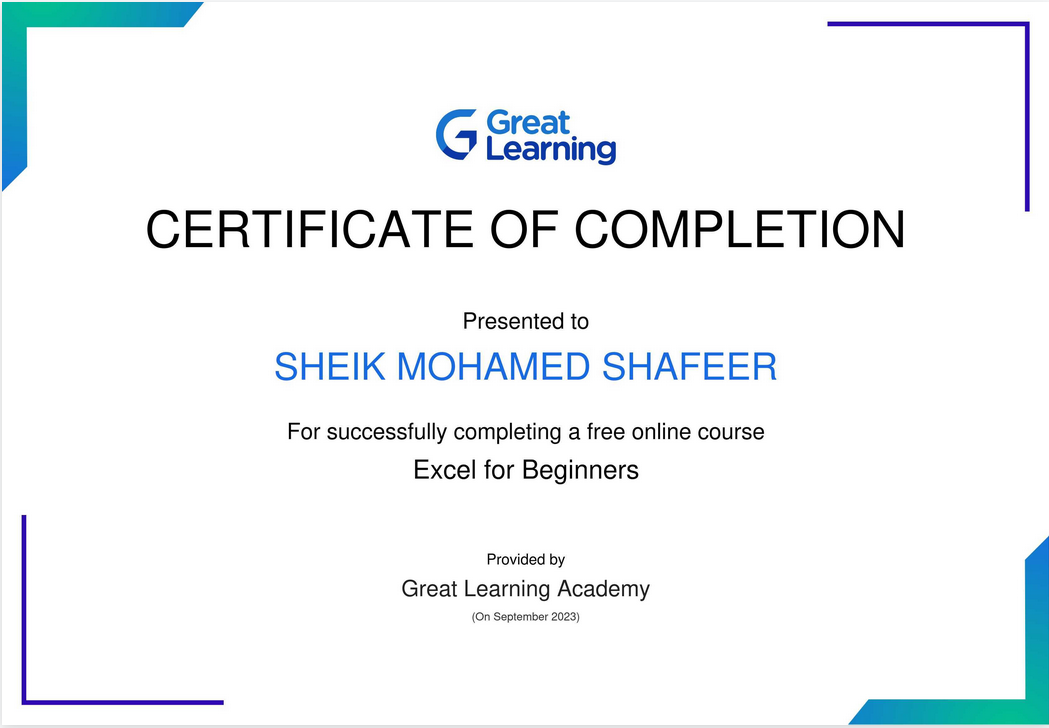 Great
Learning
CERTIFICATE OF COMPLETION
Presented to
SHEIK MOHAMED SHAFEER
For successfully completing a free online course
Excel for Beginners
Provided by
Great Learning Academy
(On September 2023)